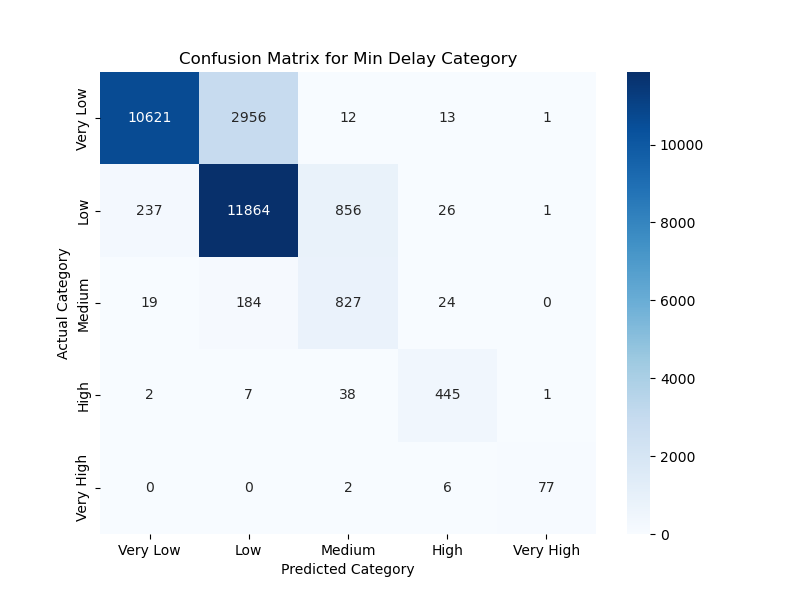 Confusion Matrix for Min Delay Category
Very Low 10621 2956 12 13 1
Low 237 11864 856 26 1
Medium 19 184 827 24 0
High 2 7 38 445 1
Very High 0 0 2 6 77
Actual Category
Very Low Low Medium High Very High
Predicted Category
10000
8000
6000
4000
2000
0